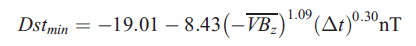 Dst_min = −19.01 − 8.43(−\overline{VB_z})^{1.09}(Δt)^{0.30}nT